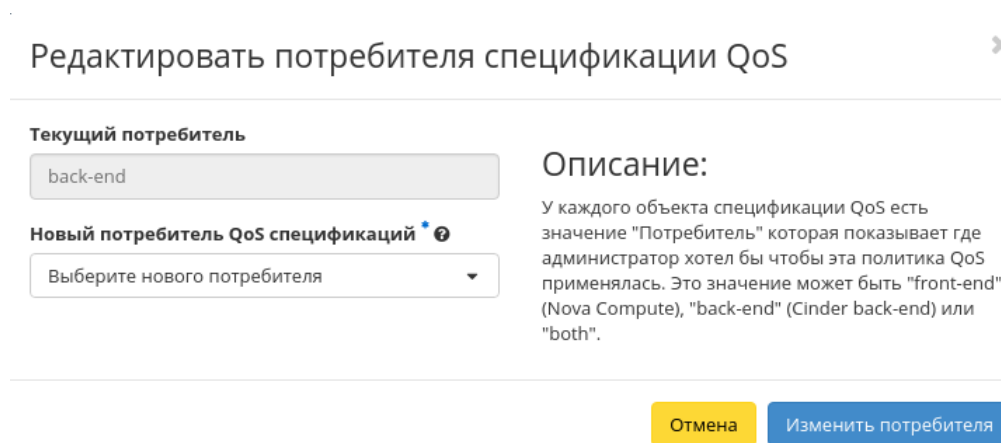 Редактировать потребителя спецификации QoS
Текущий потребитель
back-end
Новый потребитель QoS спецификаций *
Выберите нового потребителя
Описание:
У каждого объекта спецификации QoS есть
значение "Потребитель" которая показывает где
администратор хотел бы чтобы эта политика QoS
применялась. Это значение может быть "front-end"
(Nova Compute), "back-end" (Cinder back-end) или
"both".
Отмена
Изменить потребителя